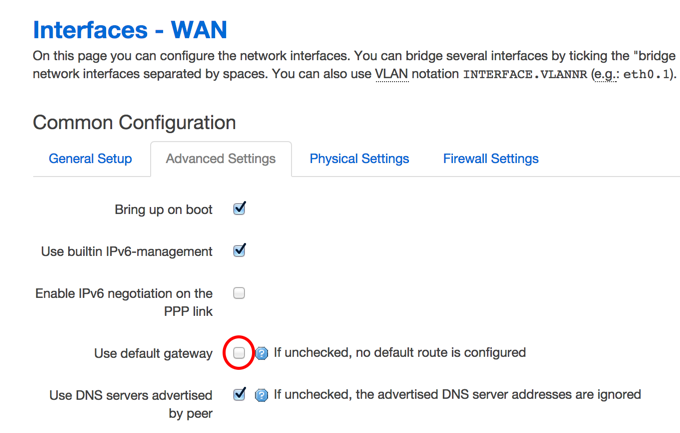 Interfaces - WAN
On this page you can configure the network interfaces. You can bridge several interfaces by ticking the "bridge
network interfaces separated by spaces. You can also use VLAN notation INTERFACE.VLANNR (e.g.: eth0.1).
Common Configuration
General Setup Advanced Settings Physical Settings Firewall Settings
Bring up on boot
Use builtin IPv6-management
Enable IPv6 negotiation on the
PPP link
Use default gateway ? If unchecked, no default route is configured
Use DNS servers advertised ? If unchecked, the advertised DNS server addresses are ignored
by peer